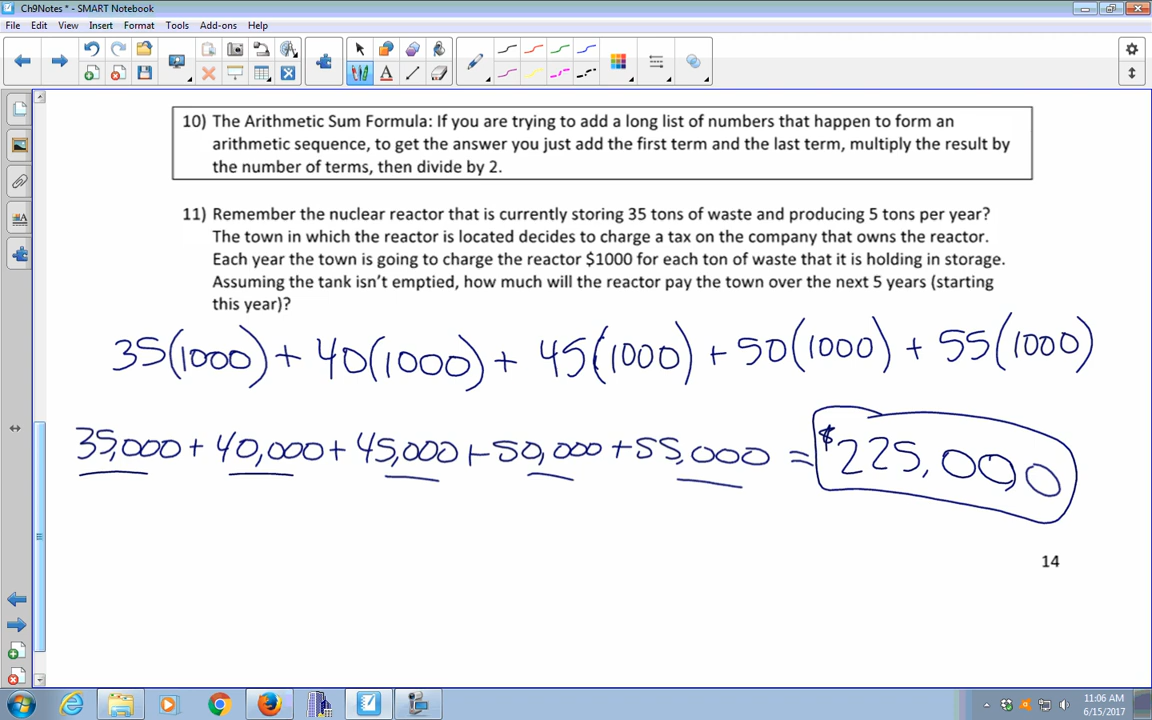 Ch9Notes * - SMART Notebook
File Edit View Insert Format Tools Add-ons Help
10) The Arithmetic Sum Formula: If you are trying to add a long list of numbers that happen to form an
arithmetic sequence, to get the answer you just add the first term and the last term, multiply the result by
the number of terms, then divide by 2.
11) Remember the nuclear reactor that is currently storing 35 tons of waste and producing 5 tons per year?
The town in which the reactor is located decides to charge a tax on the company that owns the reactor.
Each year the town is going to charge the reactor $1000 for each ton of waste that it is holding in storage.
Assuming the tank isn't emptied, how much will the reactor pay the town over the next 5 years (starting
this year)?
35(1000) + 40(1000) + 45(1000) + 50(1000) + 55(1000)
35,000 + 40,000 + 45,000 + 50,000 + 55,000 = $225,000
14
11:06 AM
6/15/2017